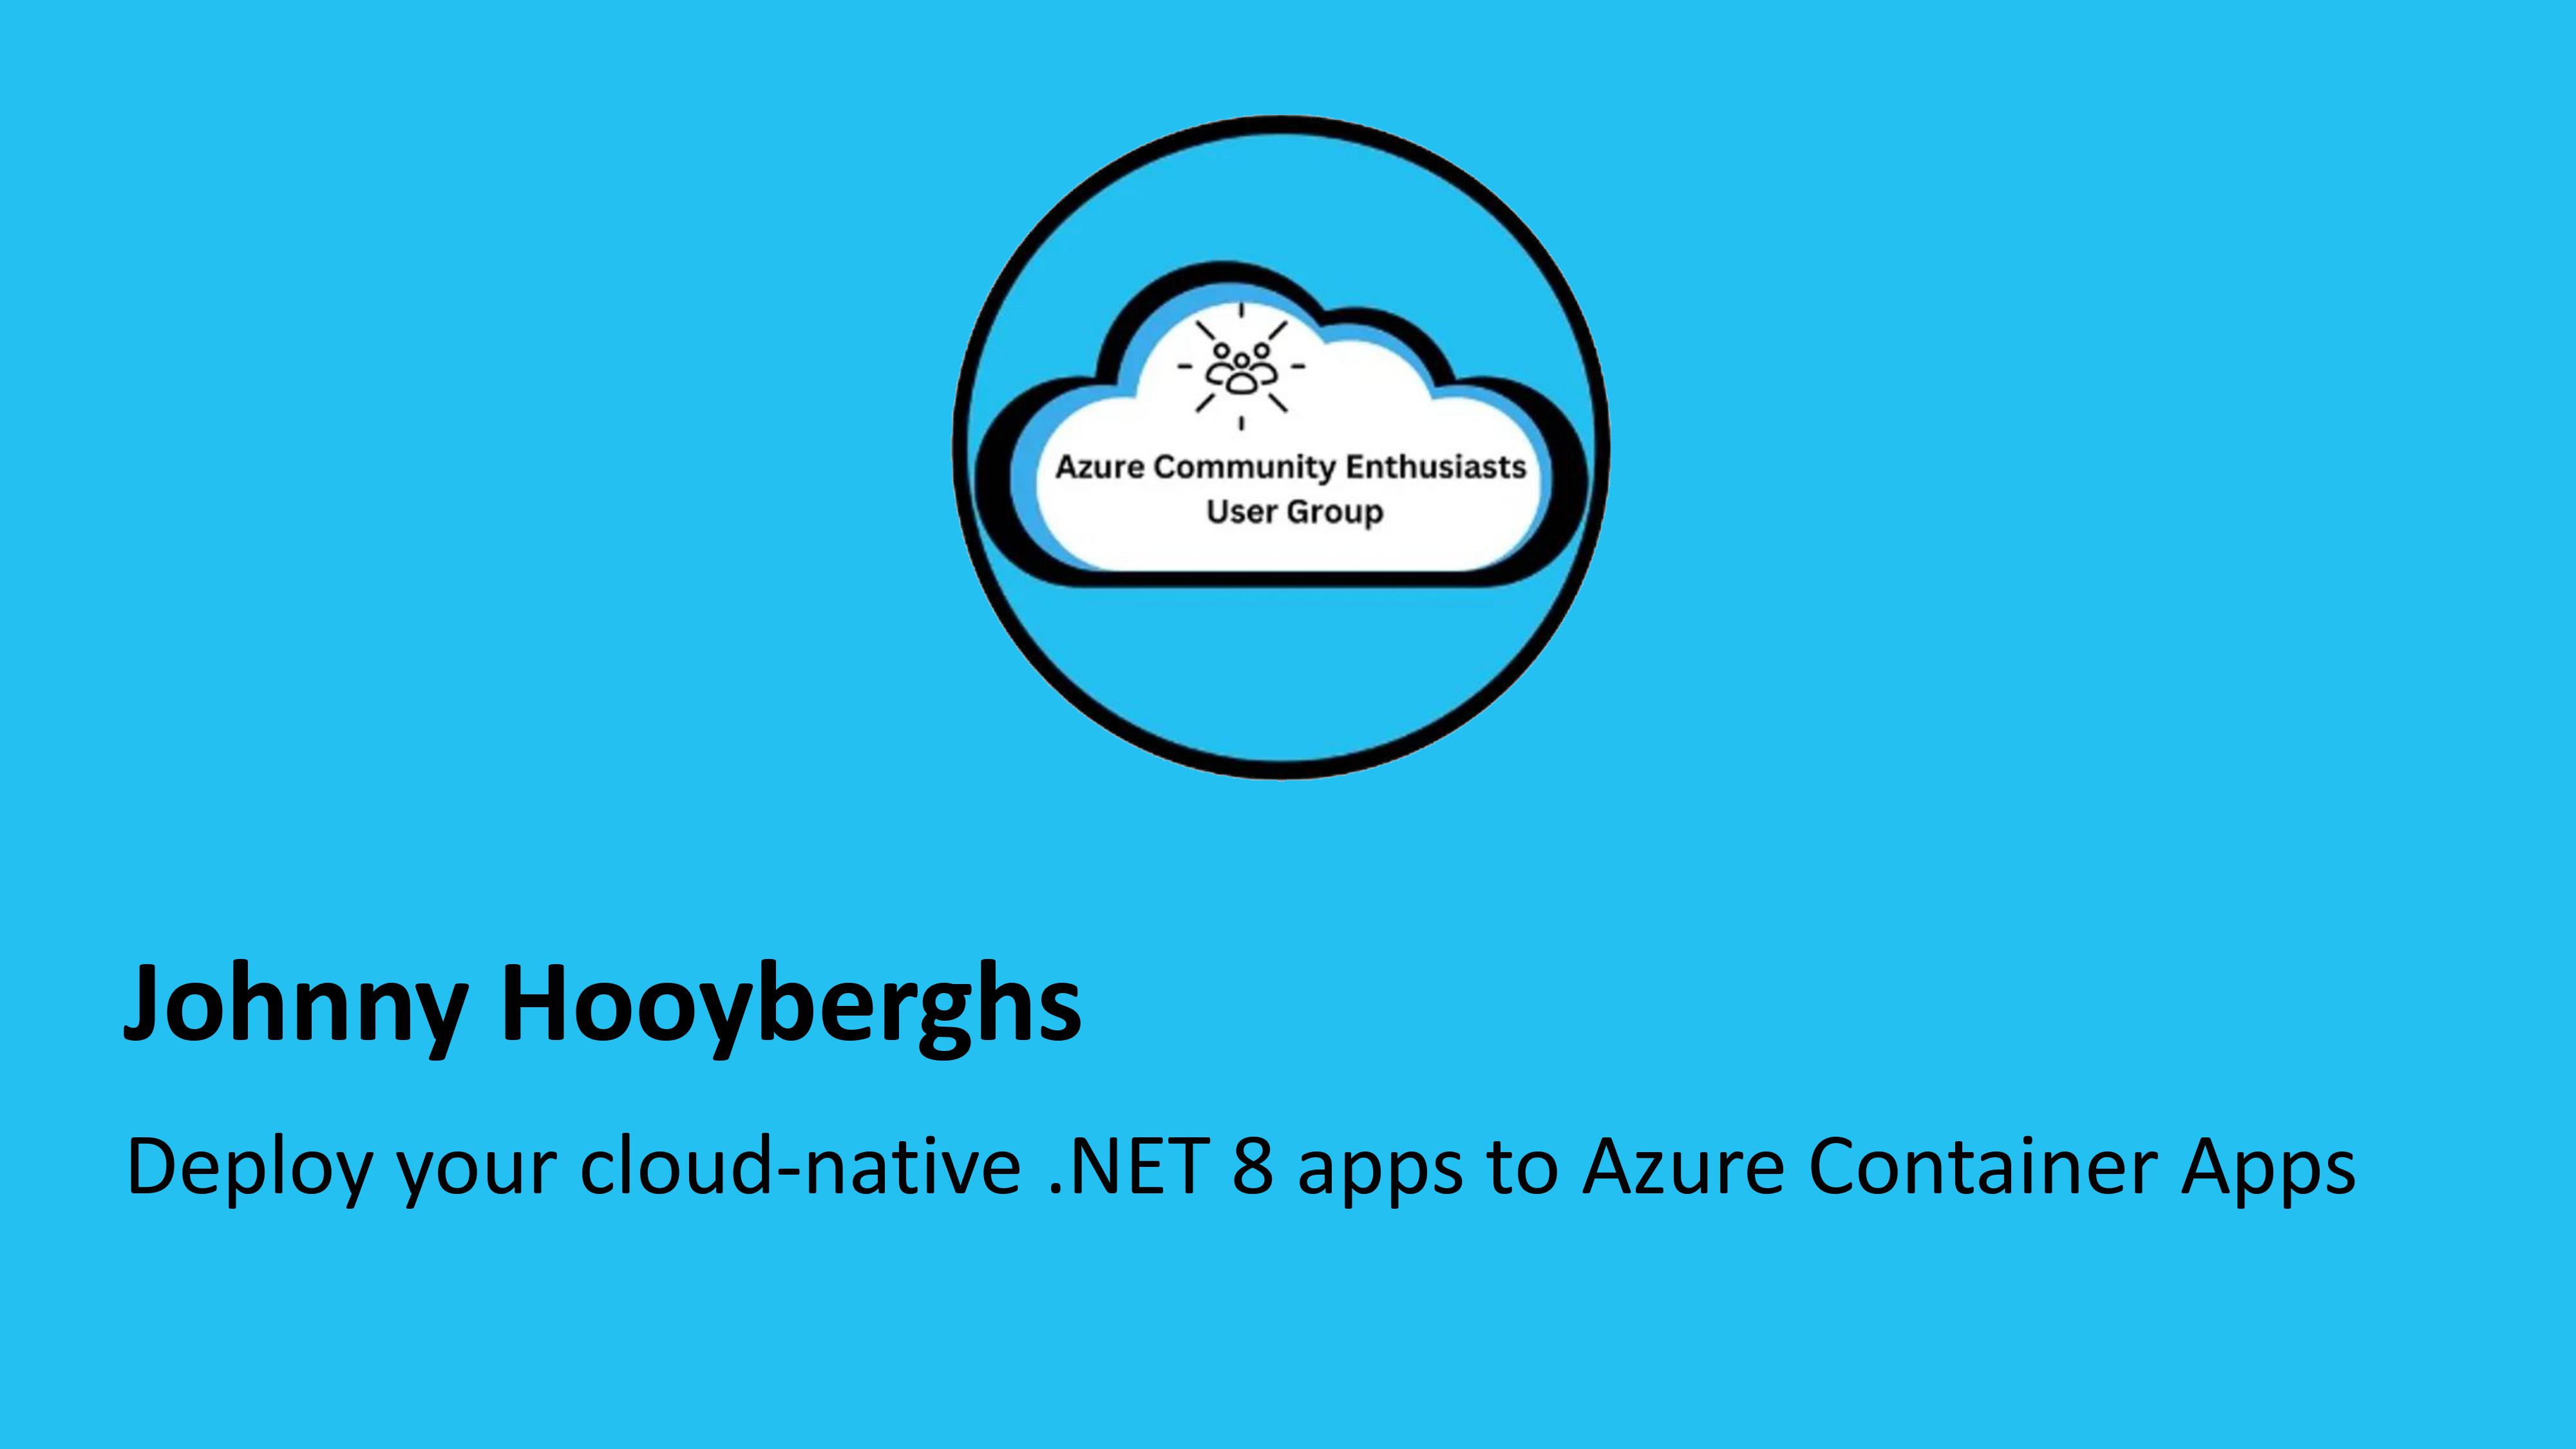 Azure Community Enthusiasts
User Group
Johnny Hooyberghs
Deploy your cloud-native .NET 8 apps to Azure Container Apps